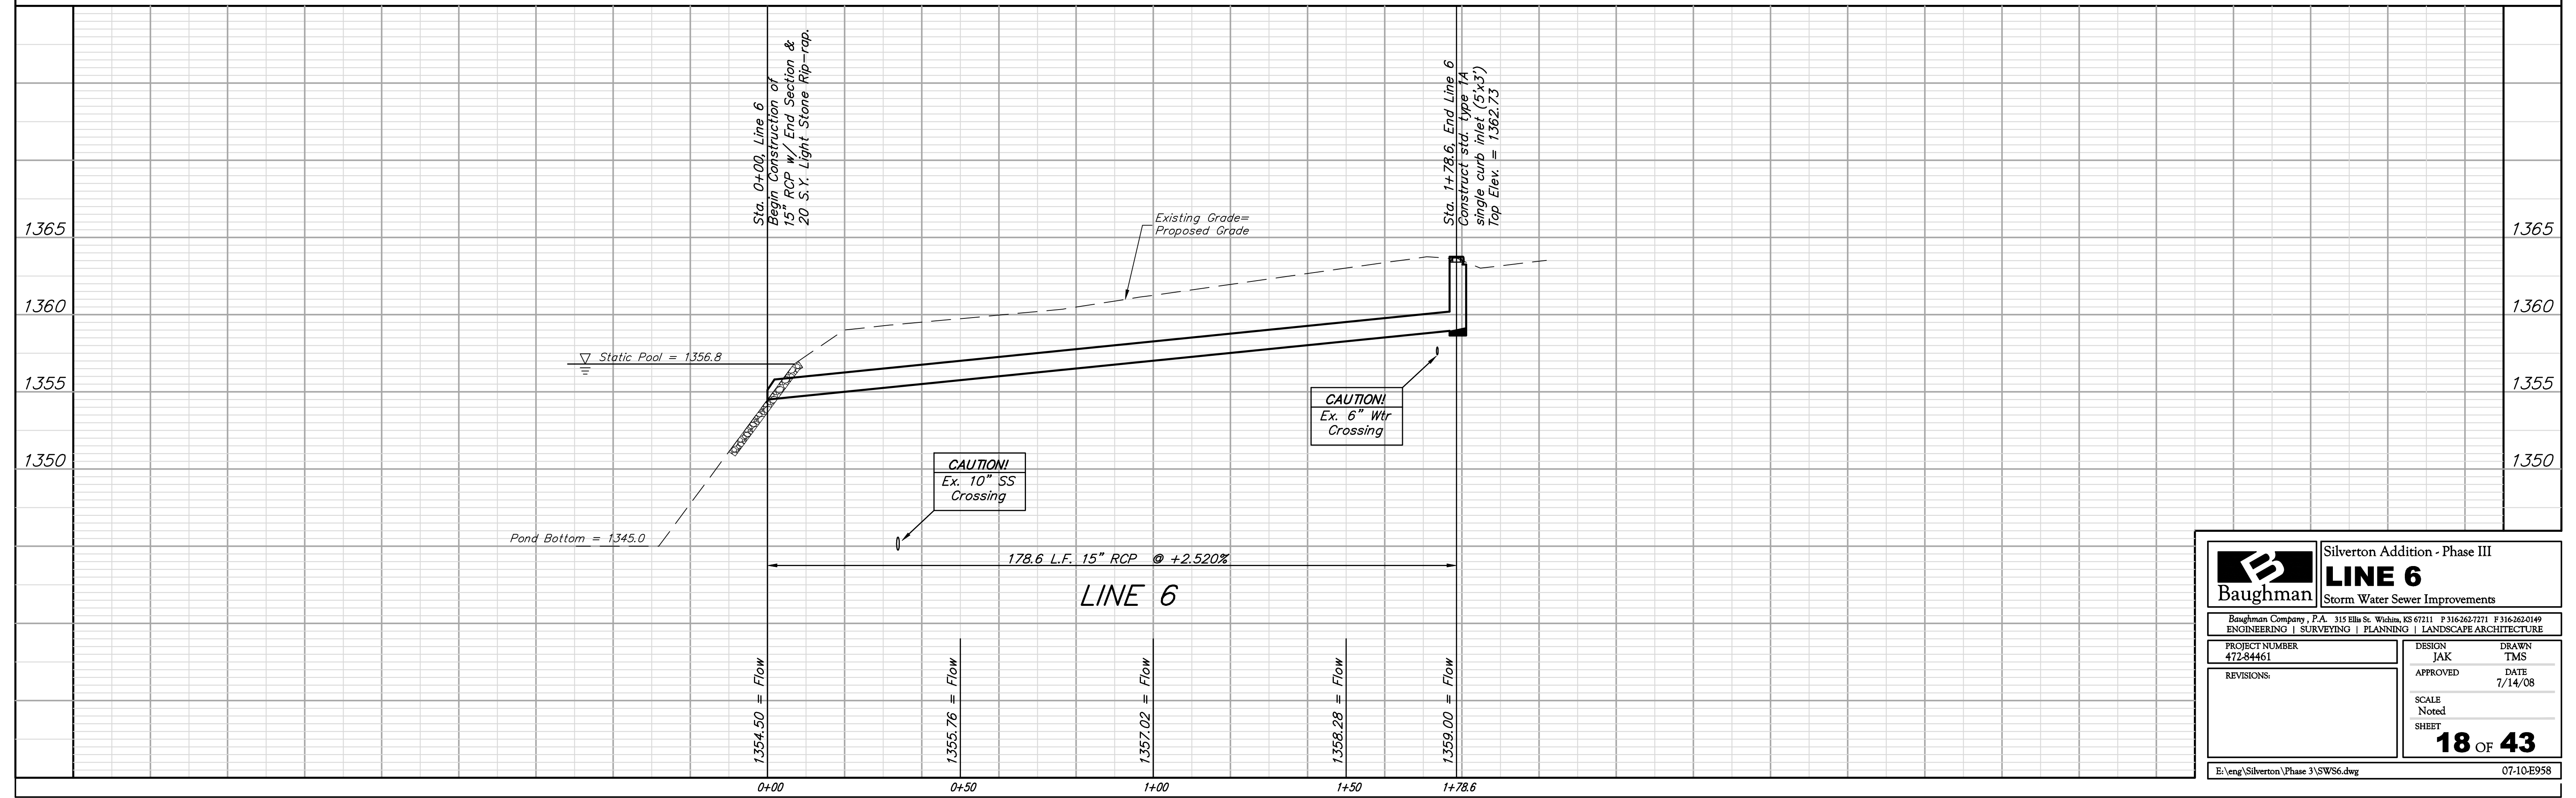 Sta. 0+00, Line 6
Begin Construction of
15" RCP w/ End Section &
20 S.Y. Light Stone Rip-rap.
Sta. 1+78.6, End Line 6
Construct std. type 1A
single curb inlet (5'x3')
Top Elev. = 1362.73
1365
1360
1355
1350
1365
1360
1355
1350
Existing Grade=
Proposed Grade
Static Pool = 1356.8
CAUTION!
Ex. 6" Wtr
Crossing
CAUTION!
Ex. 10" SS
Crossing
Pond Bottom = 1345.0
178.6 L.F. 15" RCP @ +2.520%
LINE 6
1354.50 = Flow
1355.76 = Flow
1357.02 = Flow
1358.28 = Flow
1359.00 = Flow
0+00
0+50
1+00
1+50
1+78.6
B
Baughman
Silverton Addition - Phase III
LINE 6
Storm Water Sewer Improvements
Baughman Company, P.A. 315 Ellis St. Wichita, KS 67211 P 316-262-7271 F 316-262-0149
ENGINEERING | SURVEYING | PLANNING | LANDSCAPE ARCHITECTURE
PROJECT NUMBER
472-84461
REVISIONS:
DESIGN
JAK
DRAWN
TMS
APPROVED
DATE
7/14/08
SCALE
Noted
SHEET
18 OF 43
E:\eng\Silverton\Phase 3\SWS6.dwg
07-10-E958